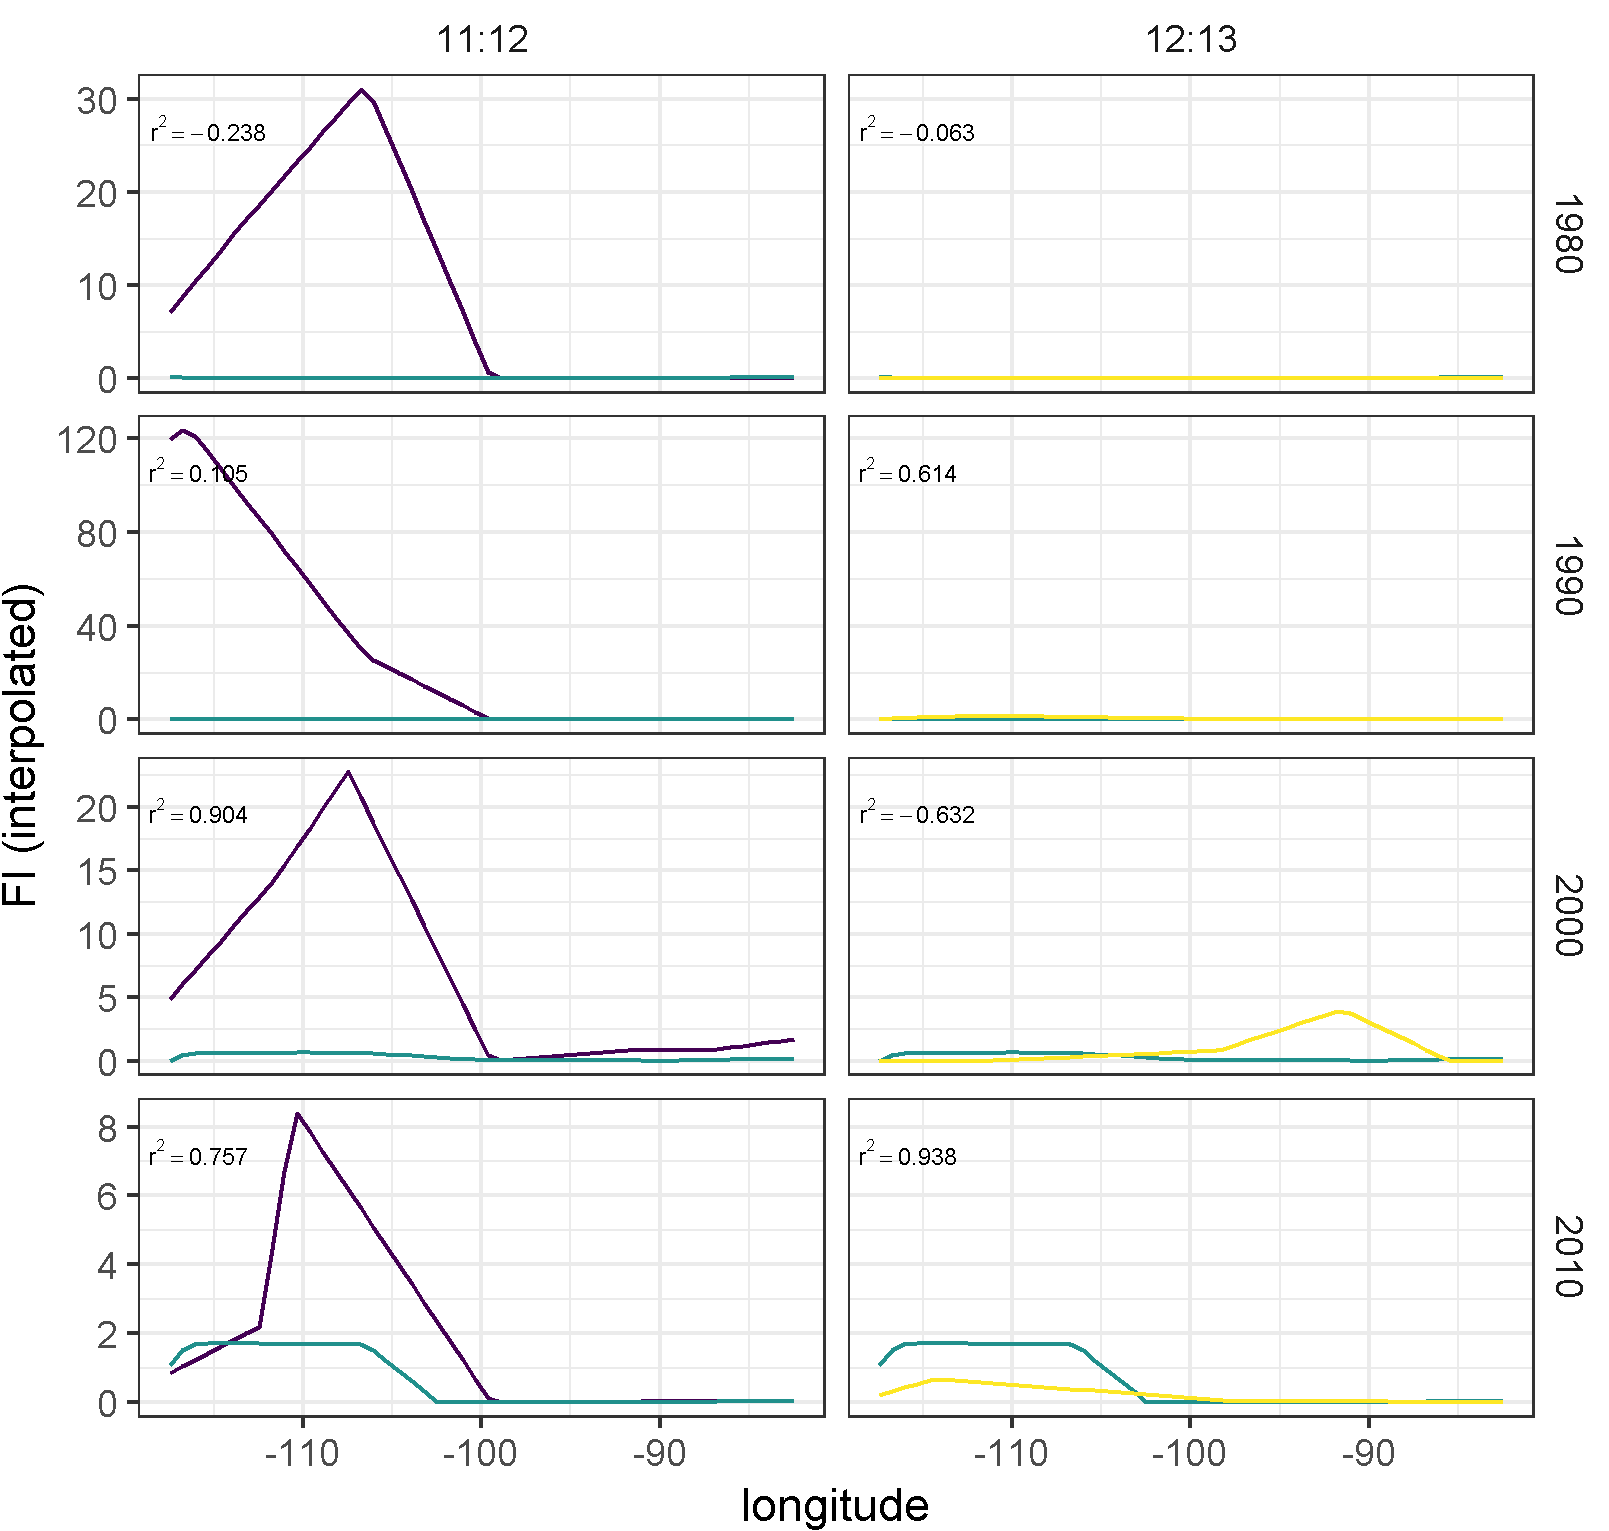 11:12 12:13
30
20
10
0
r² = −0.238
r² = −0.063
1980
120
80
40
0
r² = 0.105
r² = 0.614
1990
20
15
10
5
0
r² = 0.904
r² = −0.632
2000
8
6
4
2
0
r² = 0.757
r² = 0.938
2010
FI (interpolated)
-110 -100 -90 -110 -100 -90
longitude